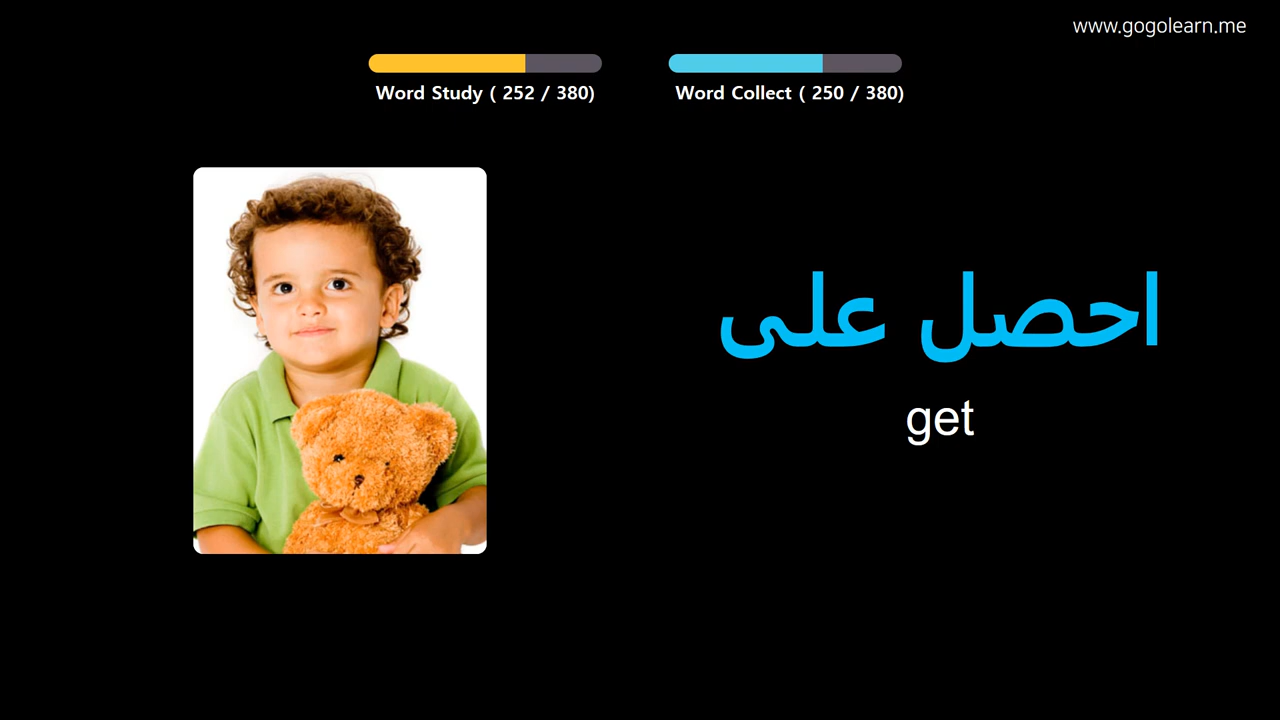 www.gogolearn.me
Word Study ( 252 / 380)
Word Collect ( 250 / 380)
احصل على
get